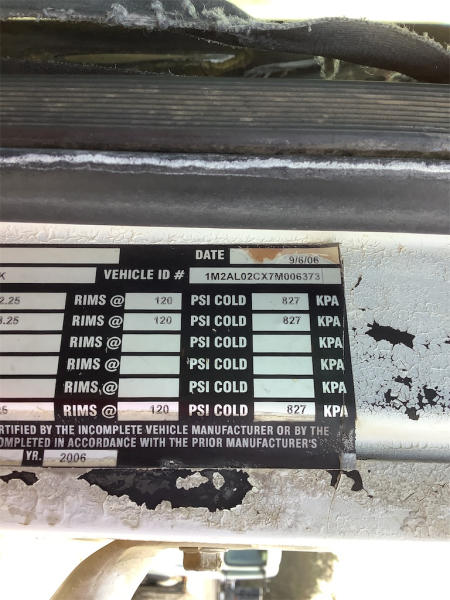 DATE 9/6/06
K VEHICLE ID # 1M2AL02CX7M006373
2.25 RIMS @ 120 PSI COLD 827 KPA
8.25 RIMS @ 120 PSI COLD 827 KPA
RIMS @ PSI COLD KPA
RIMS @ PSI COLD KPA
RIMS @ PSI COLD KPA
25 RIMS @ 120 PSI COLD 827 KPA
RTIFIED BY THE INCOMPLETE VEHICLE MANUFACTURER OR BY THE
OMPLETED IN ACCORDANCE WITH THE PRIOR MANUFACTURER'S
YR. 2006